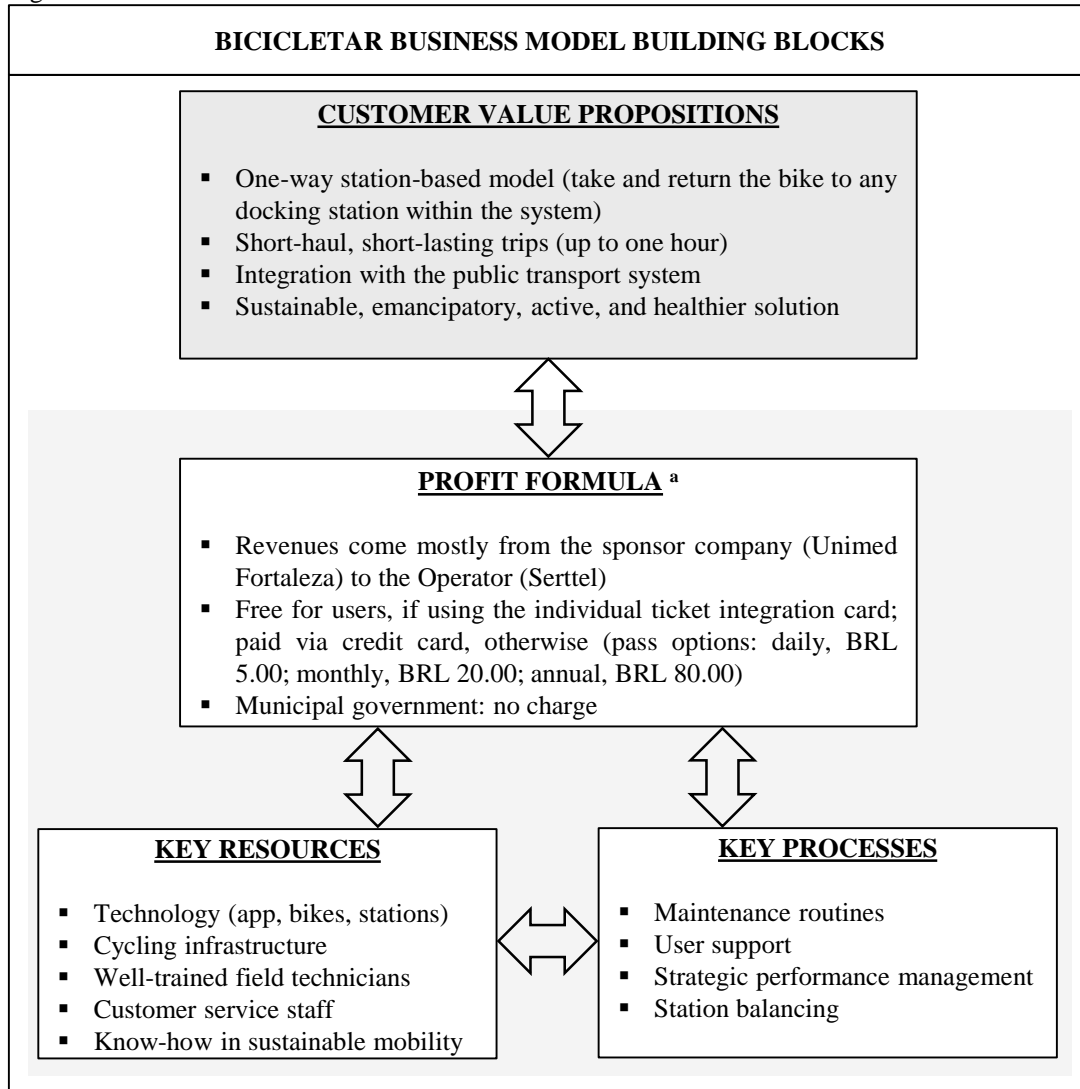 BICICLETAR BUSINESS MODEL BUILDING BLOCKS
CUSTOMER VALUE PROPOSITIONS
▪ One-way station-based model (take and return the bike to any
docking station within the system)
▪ Short-haul, short-lasting trips (up to one hour)
▪ Integration with the public transport system
▪ Sustainable, emancipatory, active, and healthier solution
PROFIT FORMULA ᵃ
▪ Revenues come mostly from the sponsor company (Unimed
Fortaleza) to the Operator (Serttel)
▪ Free for users, if using the individual ticket integration card;
paid via credit card, otherwise (pass options: daily, BRL
5.00; monthly, BRL 20.00; annual, BRL 80.00)
▪ Municipal government: no charge
KEY RESOURCES
▪ Technology (app, bikes, stations)
▪ Cycling infrastructure
▪ Well-trained field technicians
▪ Customer service staff
▪ Know-how in sustainable mobility
KEY PROCESSES
▪ Maintenance routines
▪ User support
▪ Strategic performance management
▪ Station balancing